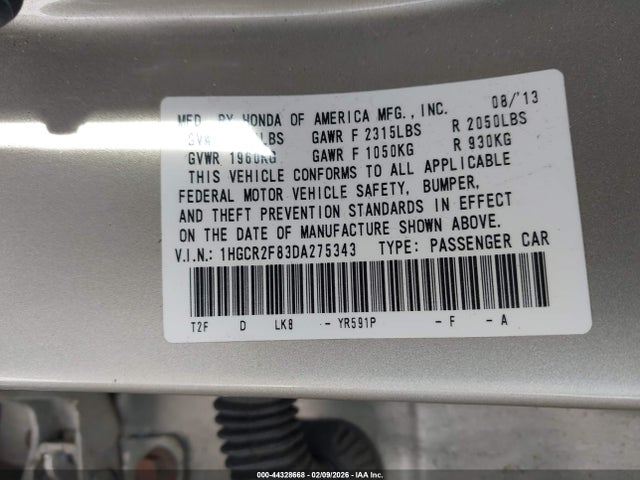 MFD. BY HONDA OF AMERICA MFG., INC. 08/'13
LBS GAWR F 2315LBS R 2050LBS
GVWR 1960KG GAWR F 1050KG R 930KG
THIS VEHICLE CONFORMS TO ALL APPLICABLE
FEDERAL MOTOR VEHICLE SAFETY, BUMPER,
AND THEFT PREVENTION STANDARDS IN EFFECT
ON THE DATE OF MANUFACTURE SHOWN ABOVE.
V.I.N.: 1HGCR2F83DA275343 TYPE: PASSENGER CAR
T2F D LK8 - YR591P - F - A
000-44328668 - 02/09/2026 - IAA Inc.